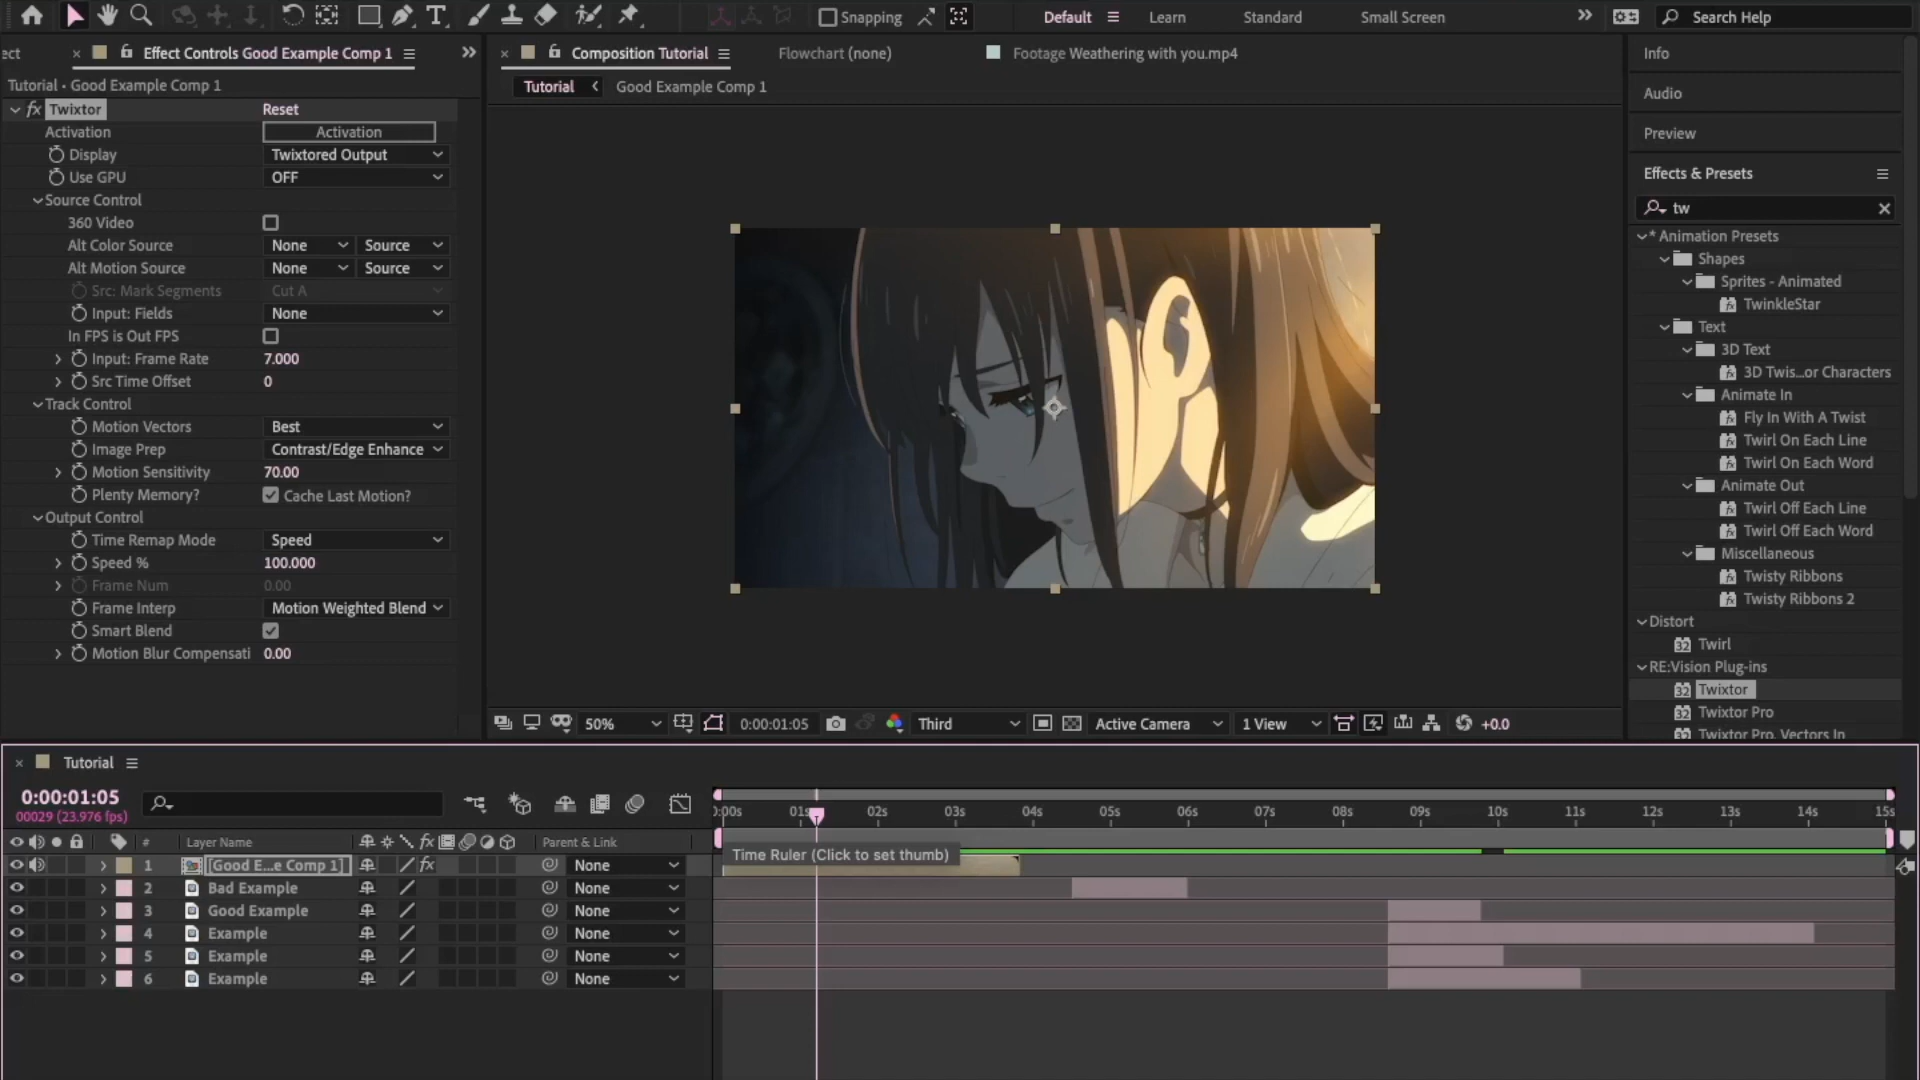 Snapping
Default
Learn
Standard
Small Screen
Search Help
ect
Effect Controls Good Example Comp 1
Composition Tutorial
Flowchart (none)
Footage Weathering with you.mp4
Info
Tutorial • Good Example Comp 1
Tutorial
Good Example Comp 1
Audio
fx Twixtor
Reset
Activation
Activation
Preview
Display
Twixtored Output
Use GPU
OFF
Effects & Presets
Source Control
tw
360 Video
Animation Presets
Alt Color Source
None
Source
Shapes
Alt Motion Source
None
Source
Sprites - Animated
Src: Mark Segments
Cut A
TwinkleStar
Input: Fields
None
Text
In FPS is Out FPS
3D Text
Input: Frame Rate
7.000
3D Twis...or Characters
Src Time Offset
0
Animate In
Track Control
Fly In With A Twist
Motion Vectors
Best
Twirl On Each Line
Image Prep
Contrast/Edge Enhance
Twirl On Each Word
Motion Sensitivity
70.00
Animate Out
Plenty Memory?
Cache Last Motion?
Twirl Off Each Line
Output Control
Twirl Off Each Word
Time Remap Mode
Speed
Miscellaneous
Speed %
100.000
Twisty Ribbons
Frame Num
0.00
Twisty Ribbons 2
Frame Interp
Motion Weighted Blend
Distort
Smart Blend
Twirl
Motion Blur Compensati
0.00
RE:Vision Plug-ins
Twixtor
Twixtor Pro
Twixtor Pro, Vectors In
50%
0:00:01:05
Third
Active Camera
1 View
+0.0
Tutorial
0:00:01:05
00029 (23.976 fps)
0:00s 01s 02s 03s 04s 05s 06s 07s 08s 09s 10s 11s 12s 13s 14s 15s
# Layer Name
fx
Parent & Link
1 [Good E...e Comp 1]
fx
None
Time Ruler (Click to set thumb)
2 Bad Example
None
3 Good Example
None
4 Example
None
5 Example
None
6 Example
None